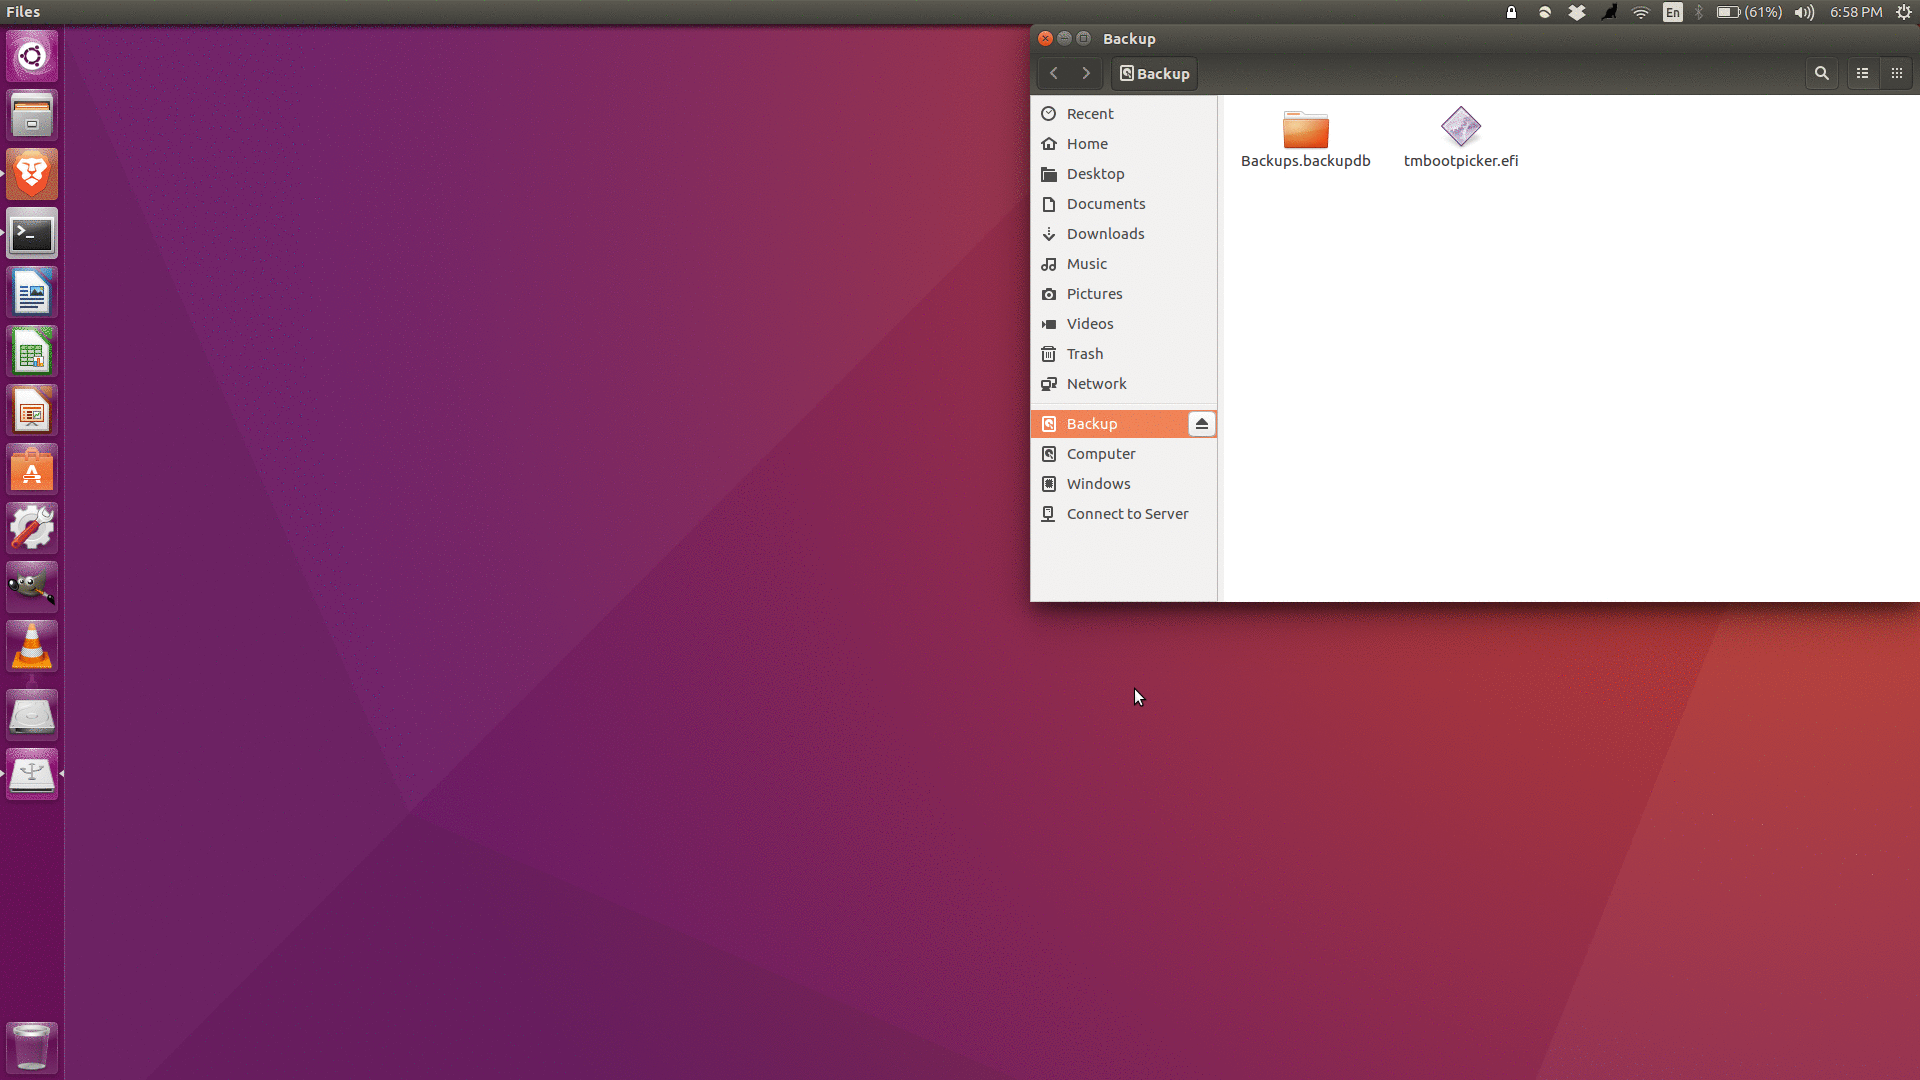 Files
En
(61%)
6:58 PM
Backup
Backup
Recent
Home
Desktop
Documents
Downloads
Music
Pictures
Videos
Trash
Network
Backup
Computer
Windows
Connect to Server
Backups.backupdb
tmbootpicker.efi